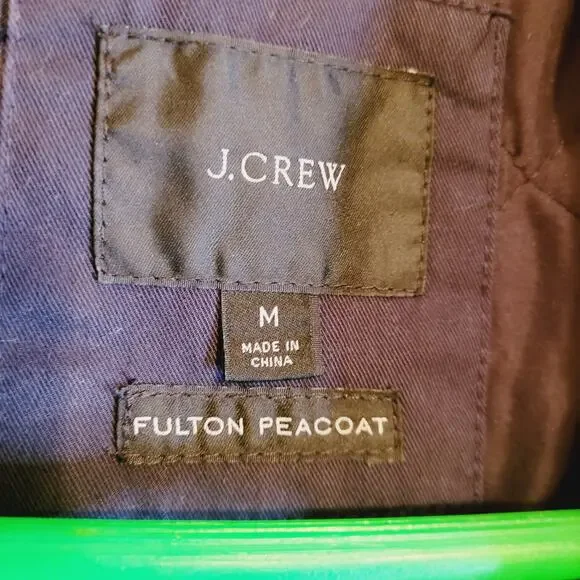 J.CREW
M
MADE IN
CHINA
FULTON PEACOAT